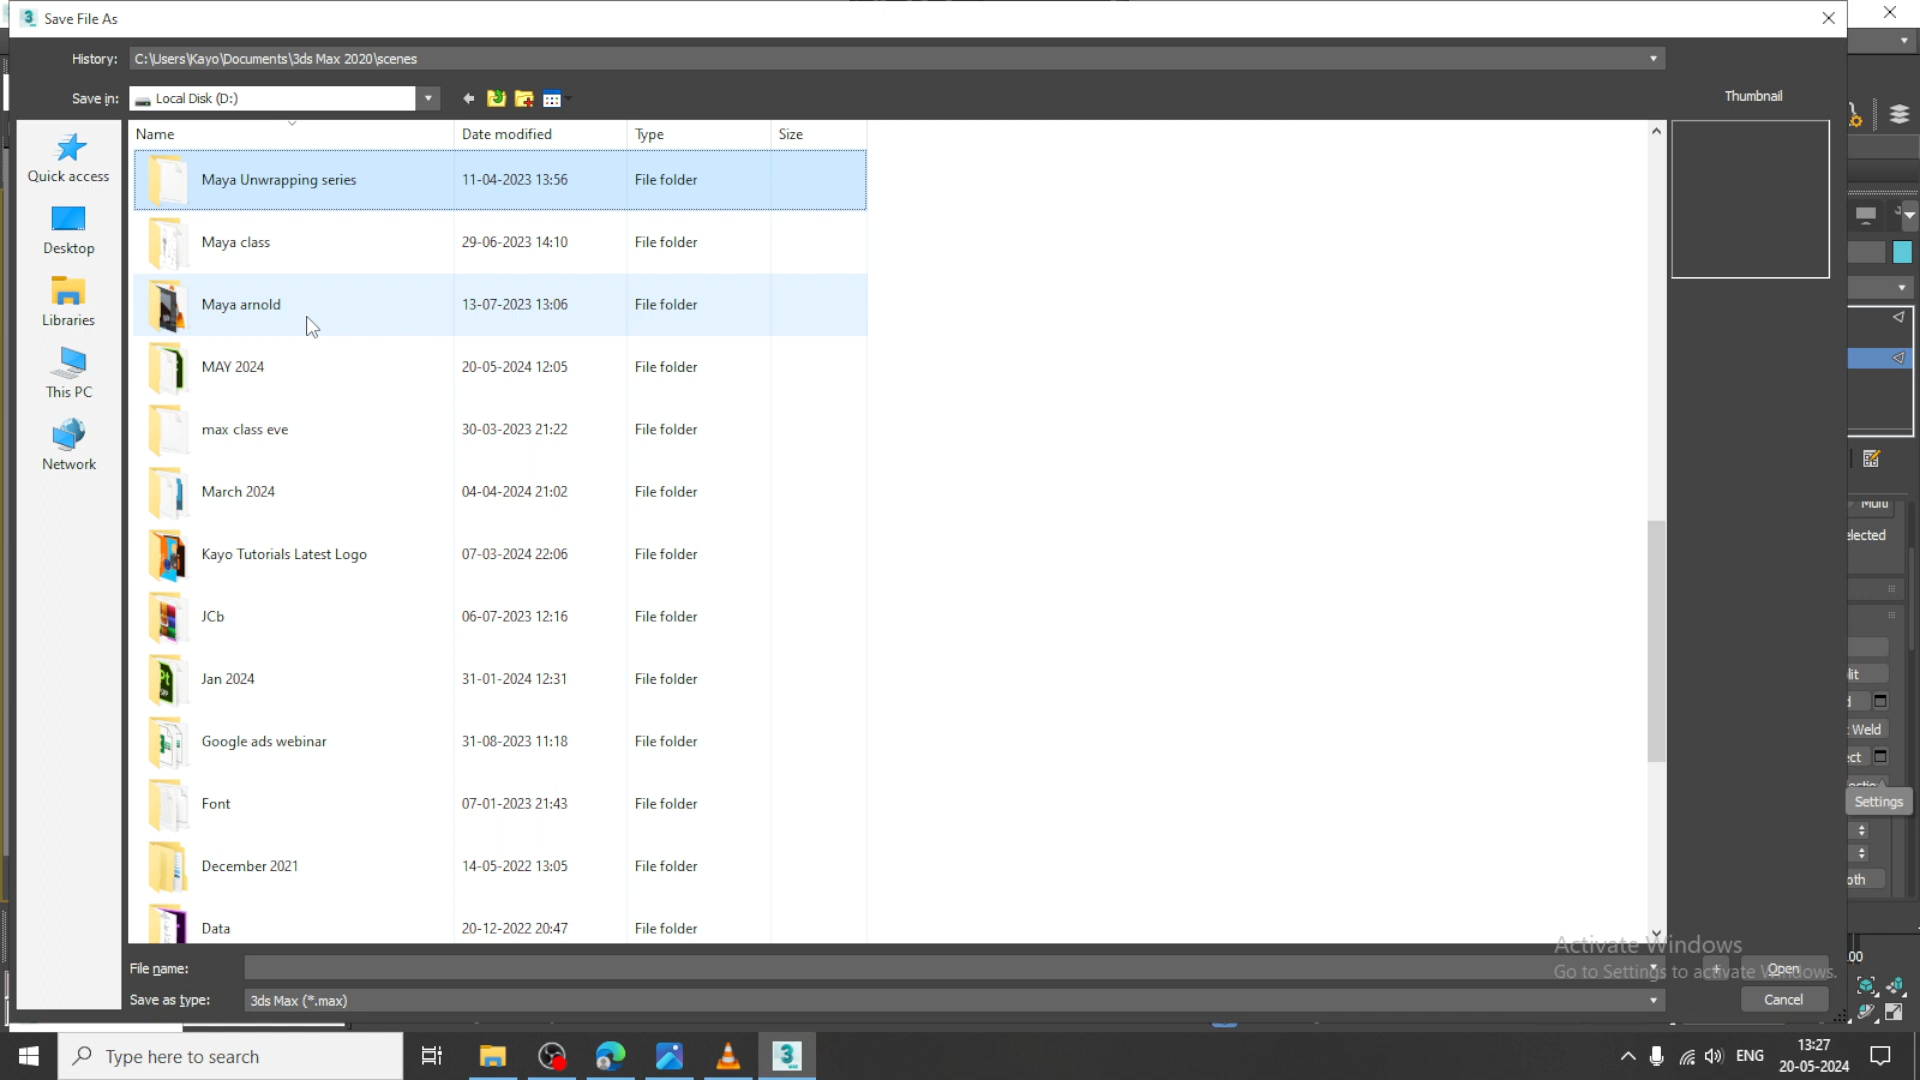 Save File As
History: C:\Users\Kayo\Documents\3ds Max 2020\scenes
Save in: Local Disk (D:)
Thumbnail
Name Date modified Type Size
Quick access
Desktop
Libraries
This PC
Network
Maya Unwrapping series 11-04-2023 13:56 File folder
Maya class 29-06-2023 14:10 File folder
Maya arnold 13-07-2023 13:06 File folder
MAY 2024 20-05-2024 12:05 File folder
max class eve 30-03-2023 21:22 File folder
March 2024 04-04-2024 21:02 File folder
Kayo Tutorials Latest Logo 07-03-2024 22:06 File folder
JCb 06-07-2023 12:16 File folder
Jan 2024 31-01-2024 12:31 File folder
Google ads webinar 31-08-2023 11:18 File folder
Font 07-01-2023 21:43 File folder
December 2021 14-05-2022 13:05 File folder
Data 20-12-2022 20:47 File folder
Multi
elected
lit
d
Weld
ect
Settings
oth
00
Activate Windows
Go to Settings to activate Windows.
File name:
+
Open
Save as type: 3ds Max (*.max)
Cancel
Type here to search
ENG
13:27
20-05-2024